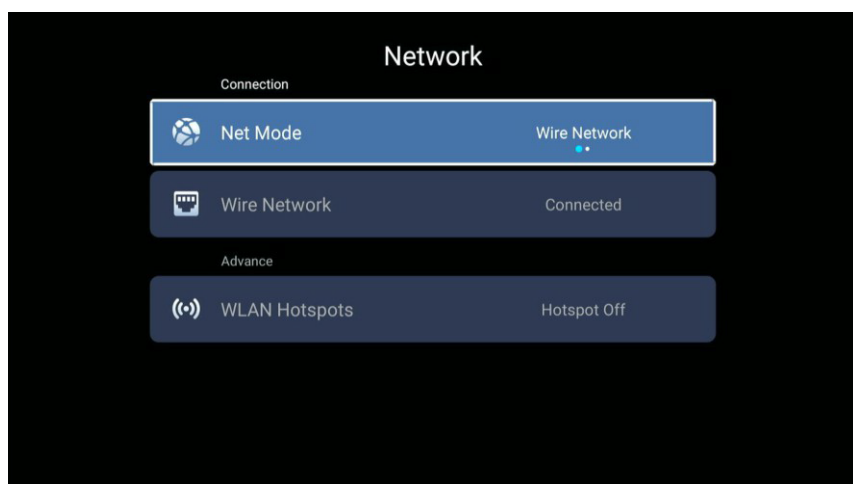 Network
Connection
Net Mode
Wire Network
Wire Network
Connected
Advance
WLAN Hotspots
Hotspot Off